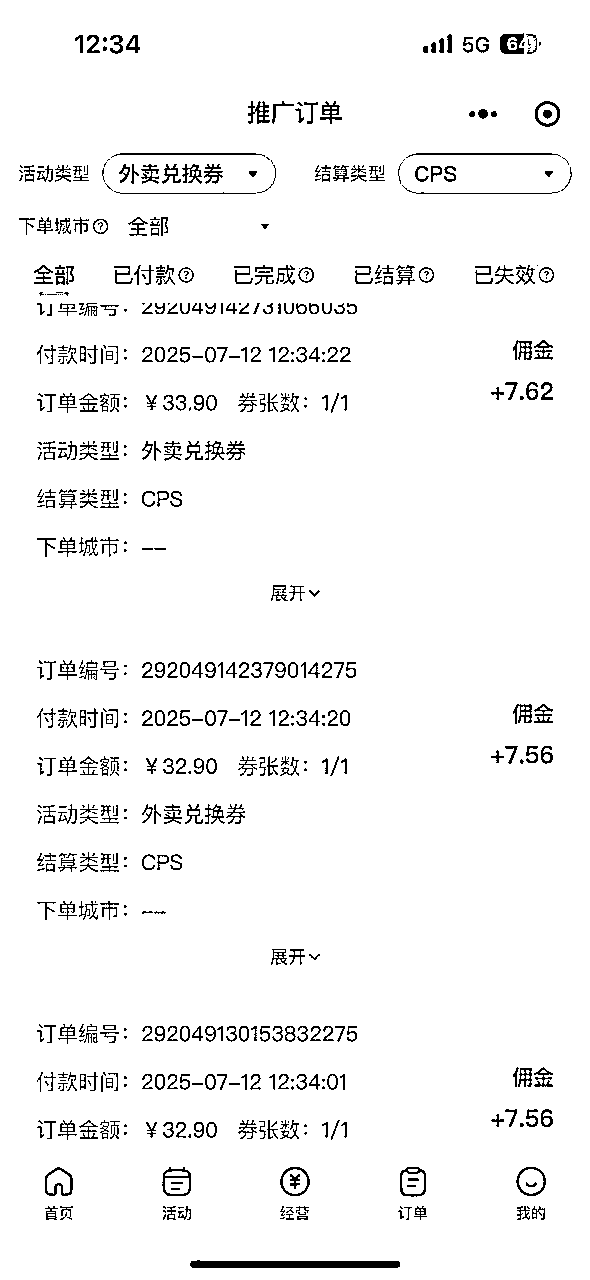 12:34
5G 64
推广订单
活动类型 外卖兑换券 结算类型 CPS
下单城市 全部
全部 已付款 已完成 已结算 已失效
订单编号：292049142731066035
付款时间：2025-07-12 12:34:22 佣金
订单金额：￥33.90 券张数：1/1 +7.62
活动类型：外卖兑换券
结算类型：CPS
下单城市：--
展开
订单编号：292049142379014275
付款时间：2025-07-12 12:34:20 佣金
订单金额：￥32.90 券张数：1/1 +7.56
活动类型：外卖兑换券
结算类型：CPS
下单城市：--
展开
订单编号：292049130153832275
付款时间：2025-07-12 12:34:01 佣金
订单金额：￥32.90 券张数：1/1 +7.56
首页 活动 经营 订单 我的